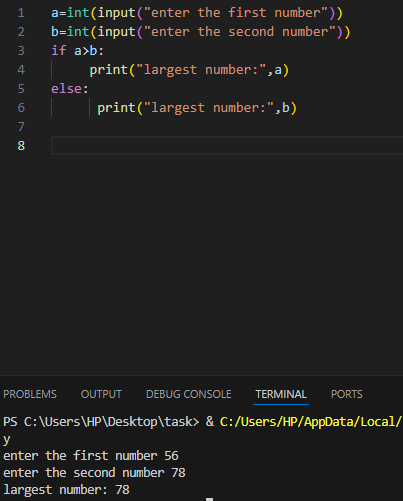 1 a=int(input("enter the first number"))
2 b=int(input("enter the second number"))
3 if a>b:
4 print("largest number:",a)
5 else:
6 print("largest number:",b)
7
8
PROBLEMS OUTPUT DEBUG CONSOLE TERMINAL PORTS
PS C:\Users\HP\Desktop\task> & C:/Users/HP/AppData/Local/
y
enter the first number 56
enter the second number 78
largest number: 78